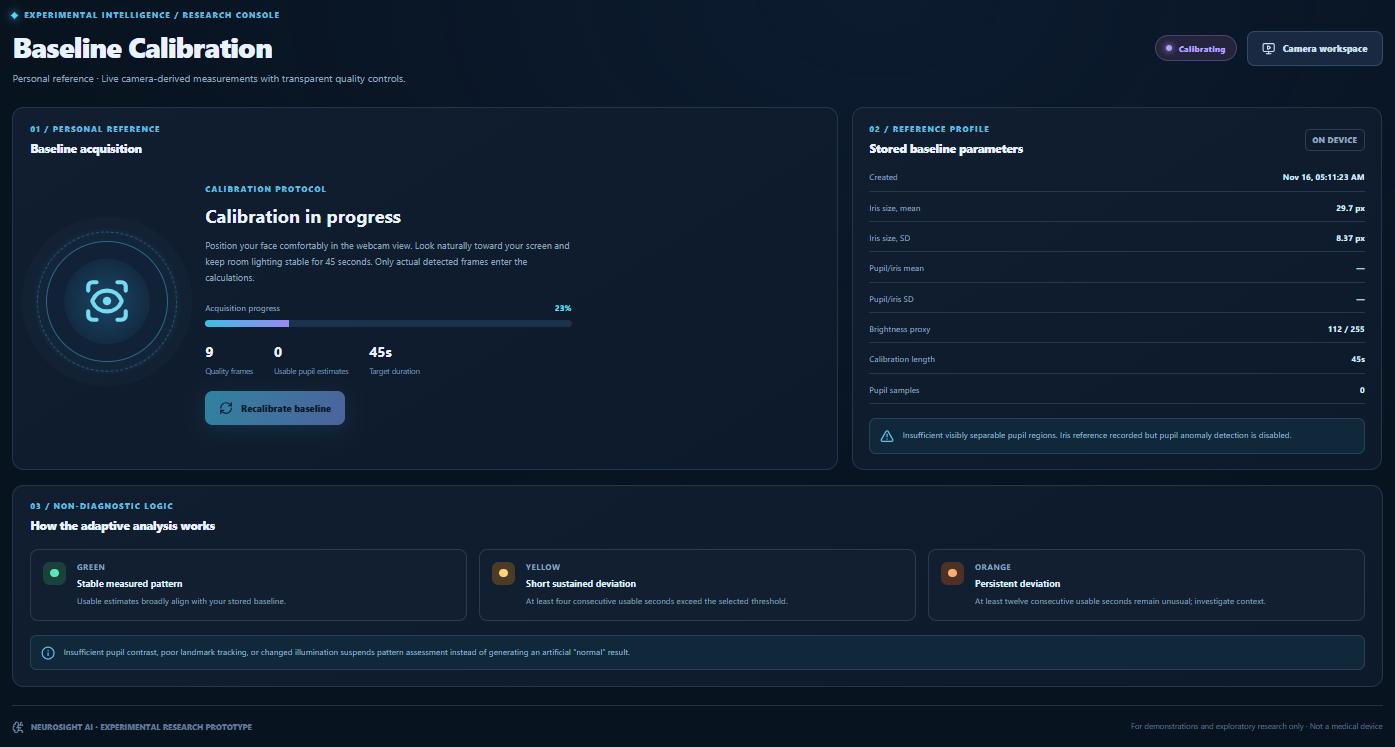 EXPERIMENTAL INTELLIGENCE / RESEARCH CONSOLE
Baseline Calibration
Personal reference · Live camera-derived measurements with transparent quality controls.
Calibrating
Camera workspace
01 / PERSONAL REFERENCE
Baseline acquisition
CALIBRATION PROTOCOL
Calibration in progress
Position your face comfortably in the webcam view. Look naturally toward your screen and
keep room lighting stable for 45 seconds. Only actual detected frames enter the
calculations.
Acquisition progress 23%
9 0 45s
Quality frames Usable pupil estimates Target duration
Recalibrate baseline
02 / REFERENCE PROFILE
Stored baseline parameters
ON DEVICE
Created Nov 16, 05:11:23 AM
Iris size, mean 29.7 px
Iris size, SD 8.37 px
Pupil/iris mean —
Pupil/iris SD —
Brightness proxy 112 / 255
Calibration length 45s
Pupil samples 0
Insufficient visibly separable pupil regions. Iris reference recorded but pupil anomaly detection is disabled.
03 / NON-DIAGNOSTIC LOGIC
How the adaptive analysis works
GREEN
Stable measured pattern
Usable estimates broadly align with your stored baseline.
YELLOW
Short sustained deviation
At least four consecutive usable seconds exceed the selected threshold.
ORANGE
Persistent deviation
At least twelve consecutive usable seconds remain unusual; investigate context.
Insufficient pupil contrast, poor landmark tracking, or changed illumination suspends pattern assessment instead of generating an artificial "normal" result.
NEUROSIGHT AI · EXPERIMENTAL RESEARCH PROTOTYPE
For demonstrations and exploratory research only · Not a medical device